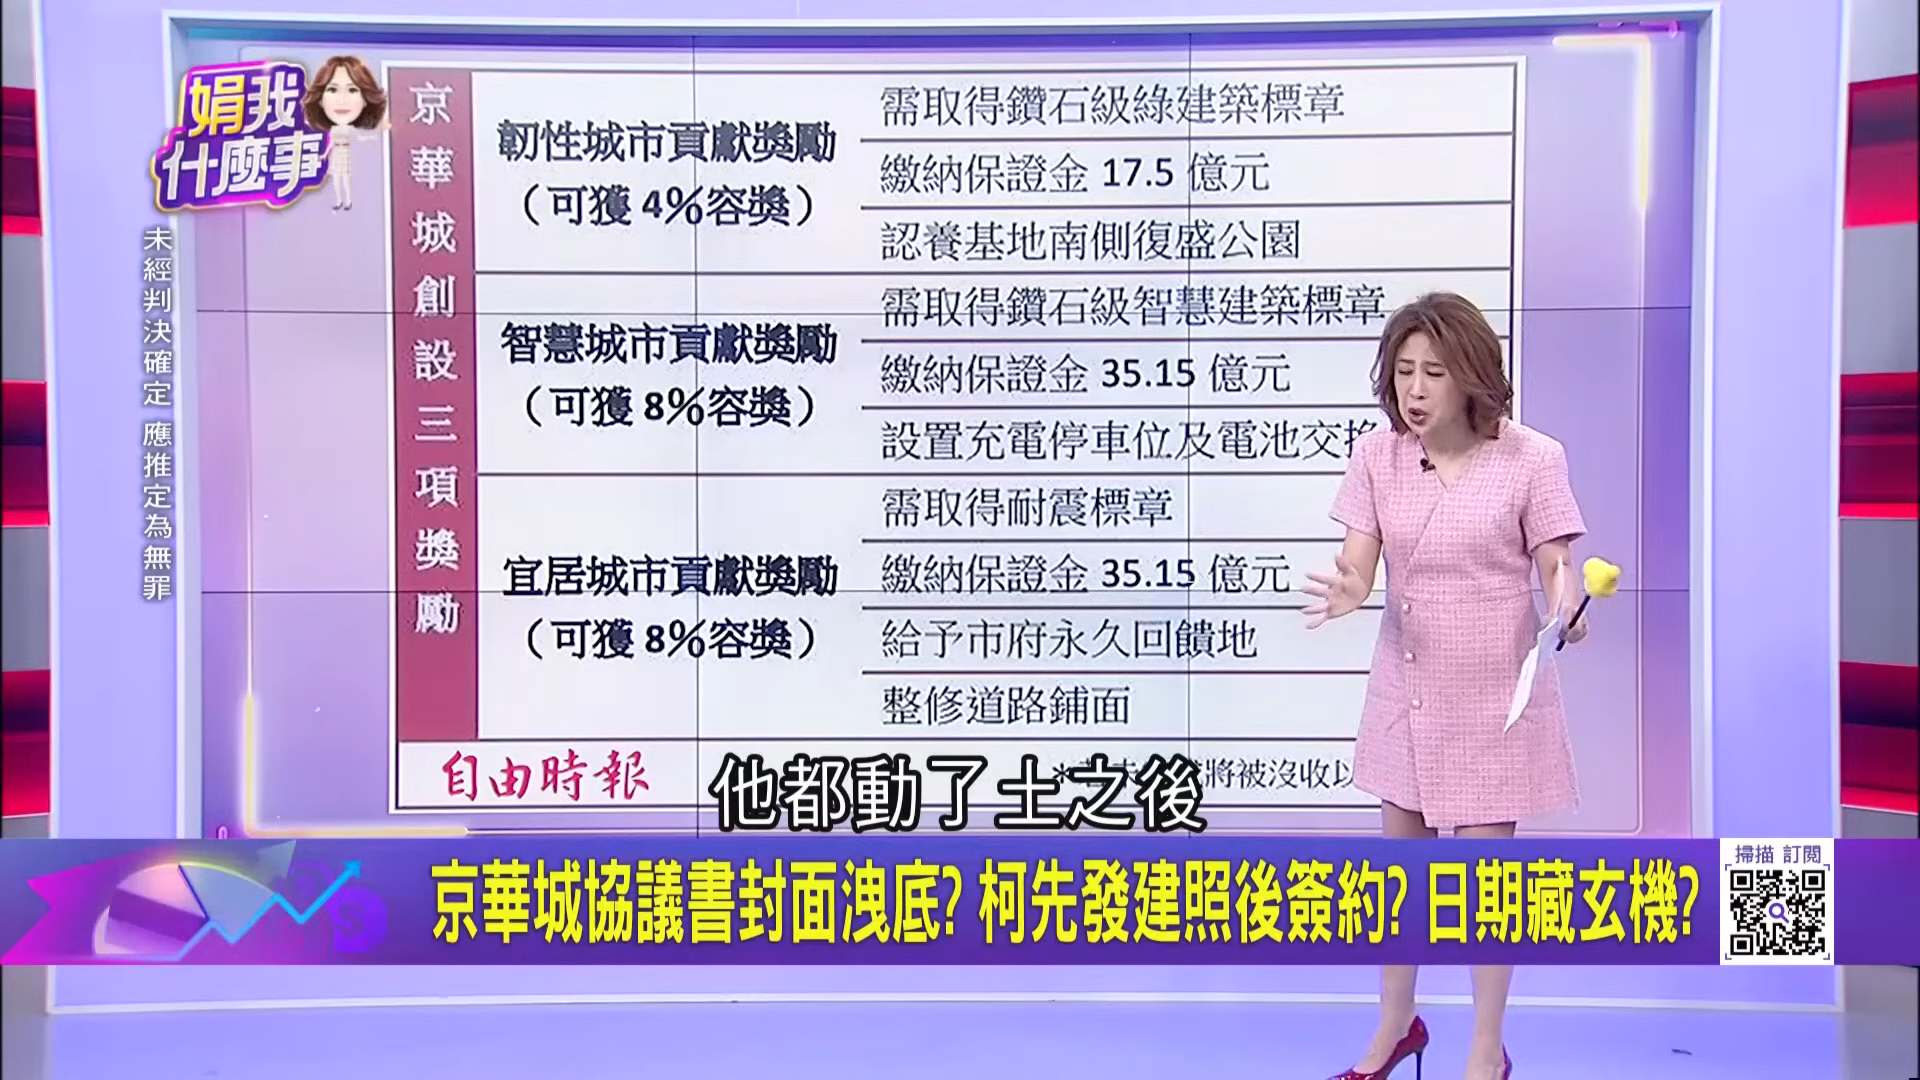 娟我
什麼事
未經判決確定 應推定為無罪
京華城創設三項獎勵
韌性城市貢獻獎勵
（可獲 4%容獎）
需取得鑽石級綠建築標章
繳納保證金 17.5 億元
認養基地南側復盛公園
智慧城市貢獻獎勵
（可獲 8%容獎）
需取得鑽石級智慧建築標章
繳納保證金 35.15 億元
設置充電停車位及電池交換
宜居城市貢獻獎勵
（可獲 8%容獎）
需取得耐震標章
繳納保證金 35.15 億元
給予市府永久回饋地
整修道路鋪面
自由時報
將被沒收以
他都動了土之後
京華城協議書封面洩底? 柯先發建照後簽約? 日期藏玄機?
掃描 訂閱